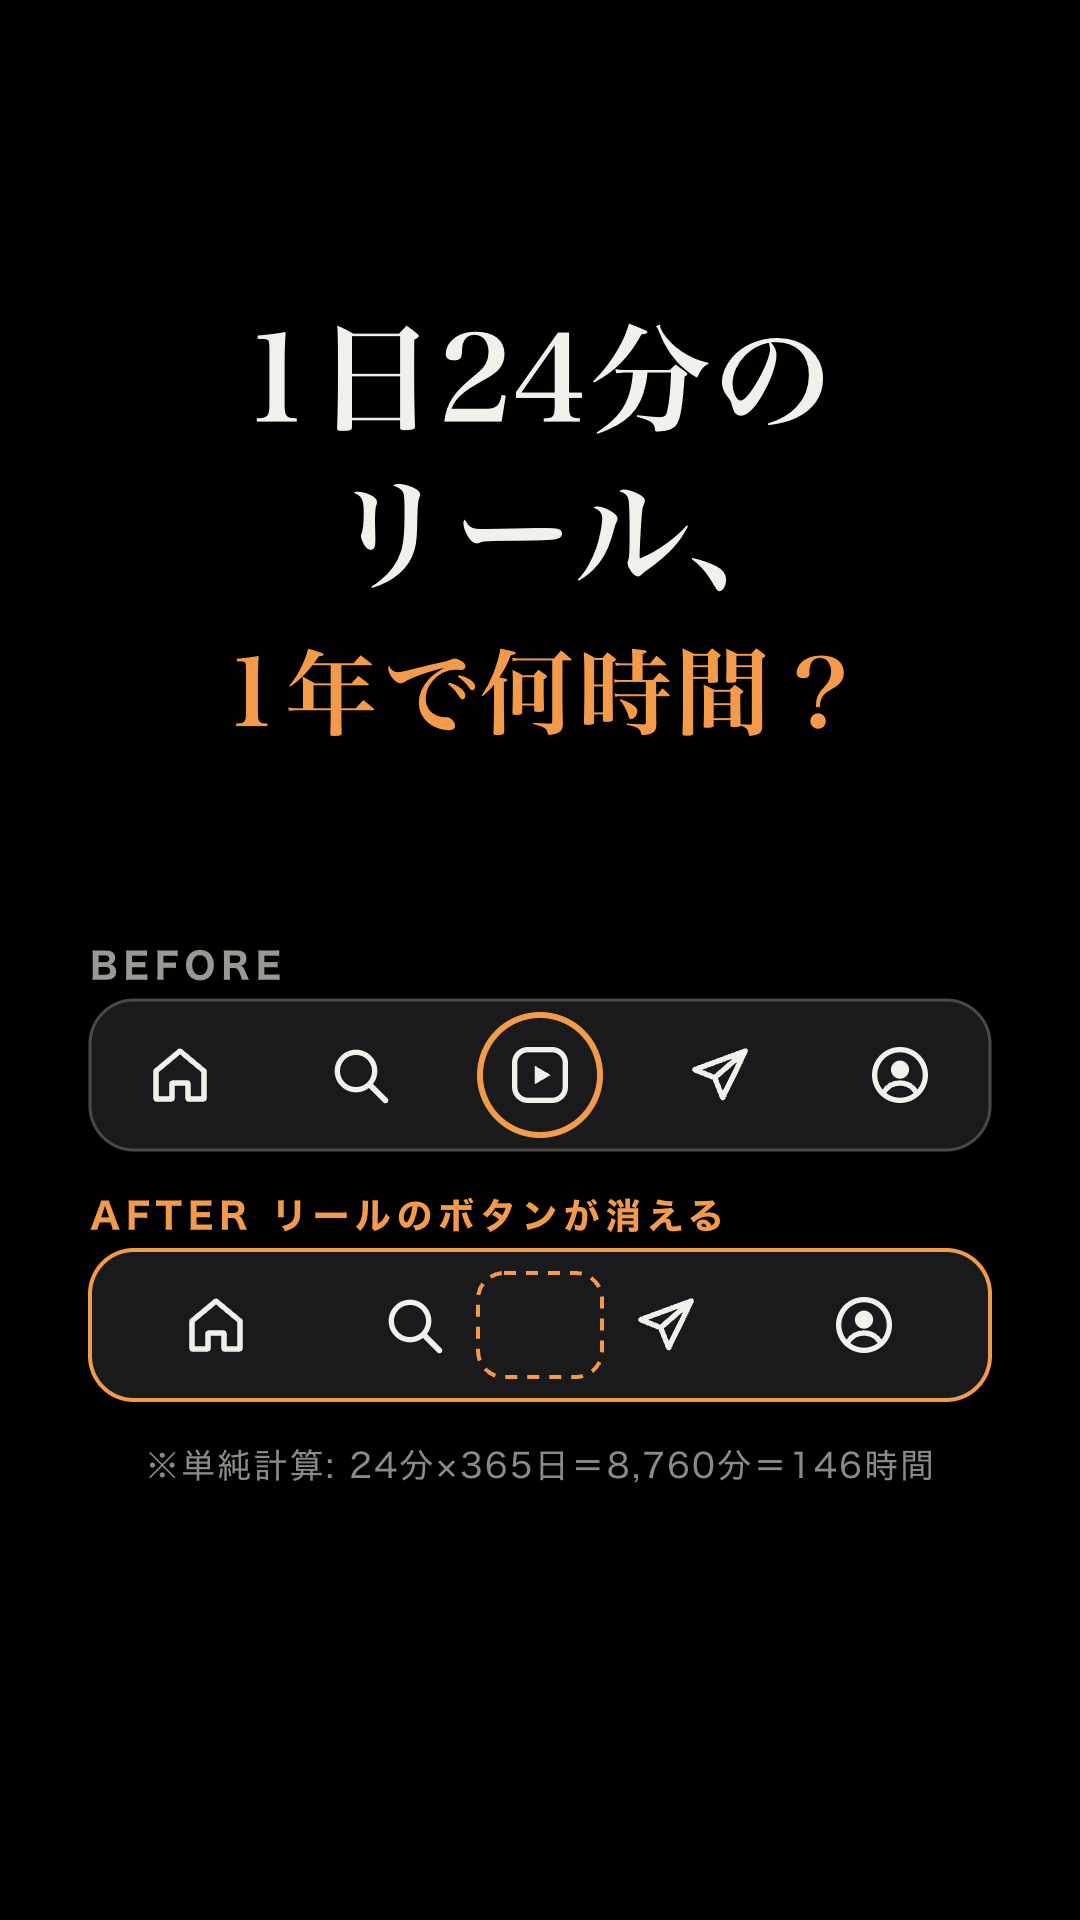 1日24分の
リール、
1年で何時間？
BEFORE
AFTER リールのボタンが消える
※単純計算: 24分×365日＝8,760分＝146時間